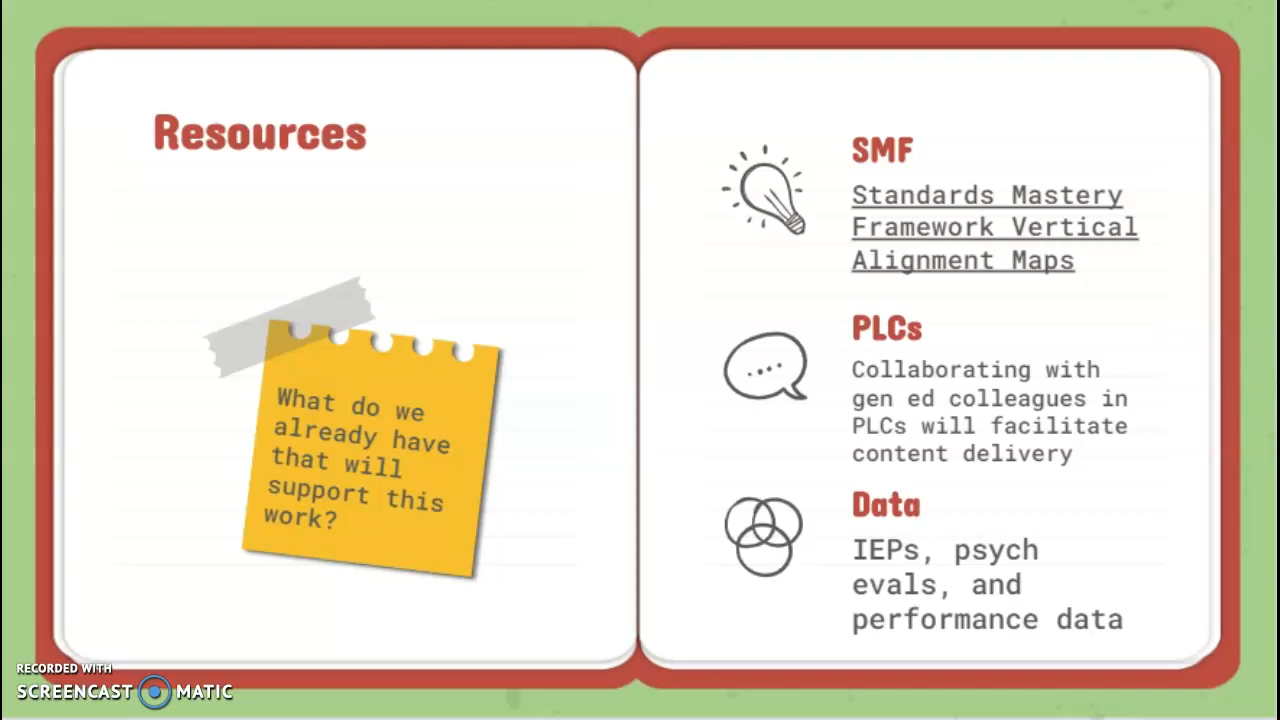 Resources
What do we
already have
that will
support this
work?
SMF
Standards Mastery
Framework Vertical
Alignment Maps
PLCs
Collaborating with
gen ed colleagues in
PLCs will facilitate
content delivery
Data
IEPs, psych
evals, and
performance data
RECORDED WITH
SCREENCAST MATIC